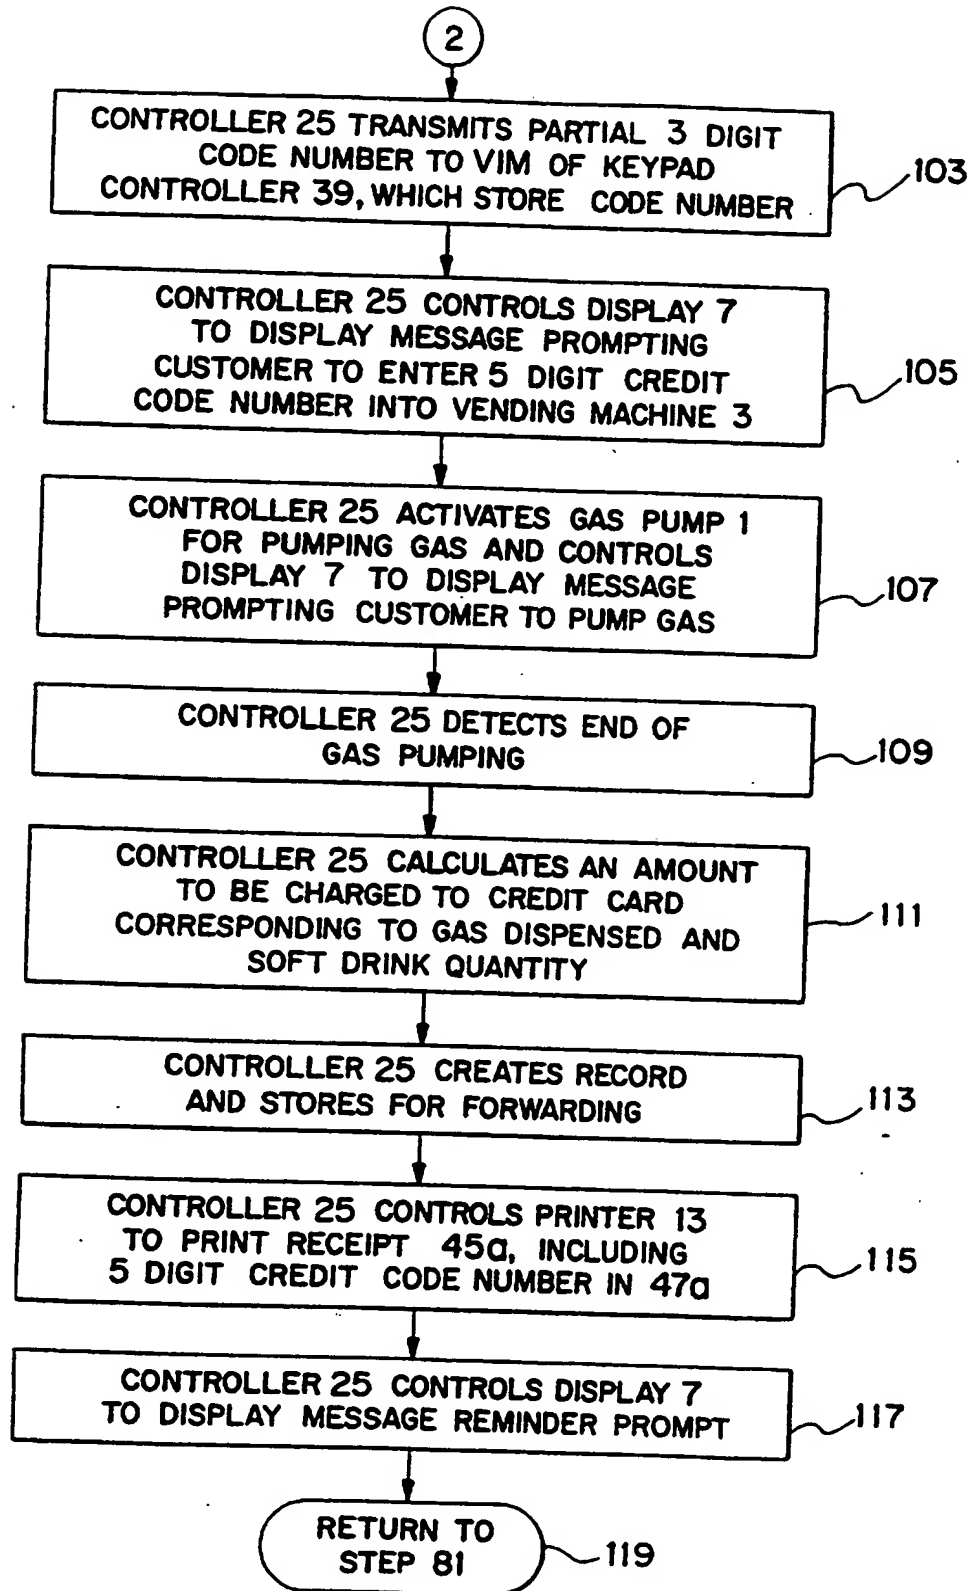 2
CONTROLLER 25 TRANSMITS PARTIAL 3 DIGIT
CODE NUMBER TO VIM OF KEYPAD
CONTROLLER 39, WHICH STORE CODE NUMBER
103
CONTROLLER 25 CONTROLS DISPLAY 7
TO DISPLAY MESSAGE PROMPTING
CUSTOMER TO ENTER 5 DIGIT CREDIT
CODE NUMBER INTO VENDING MACHINE 3
105
CONTROLLER 25 ACTIVATES GAS PUMP 1
FOR PUMPING GAS AND CONTROLS
DISPLAY 7 TO DISPLAY MESSAGE
PROMPTING CUSTOMER TO PUMP GAS
107
CONTROLLER 25 DETECTS END OF
GAS PUMPING
109
CONTROLLER 25 CALCULATES AN AMOUNT
TO BE CHARGED TO CREDIT CARD
CORRESPONDING TO GAS DISPENSED AND
SOFT DRINK QUANTITY
111
CONTROLLER 25 CREATES RECORD
AND STORES FOR FORWARDING
113
CONTROLLER 25 CONTROLS PRINTER 13
TO PRINT RECEIPT 45a, INCLUDING
5 DIGIT CREDIT CODE NUMBER IN 47a
115
CONTROLLER 25 CONTROLS DISPLAY 7
TO DISPLAY MESSAGE REMINDER PROMPT
117
RETURN TO
STEP 81
119